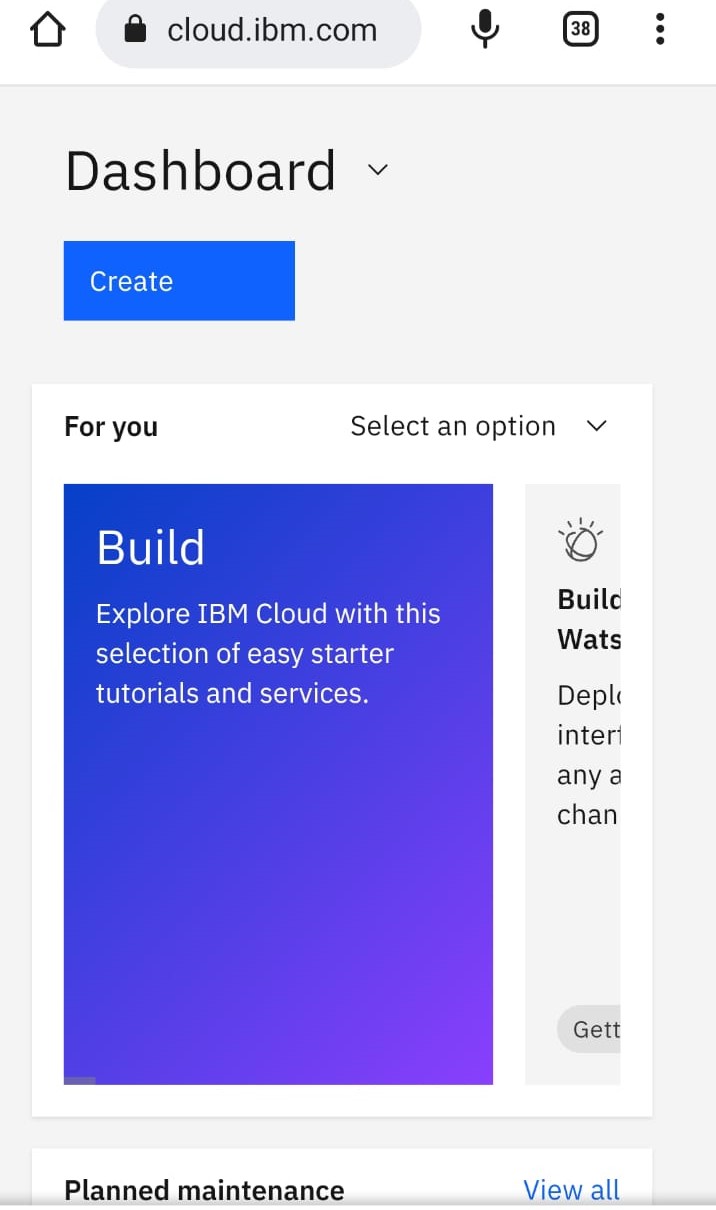 cloud.ibm.com
38
Dashboard
Create
For you
Select an option
Build
Explore IBM Cloud with this
selection of easy starter
tutorials and services.
Build
Wats
Deplo
interf
any a
chan
Gett
Planned maintenance
View all